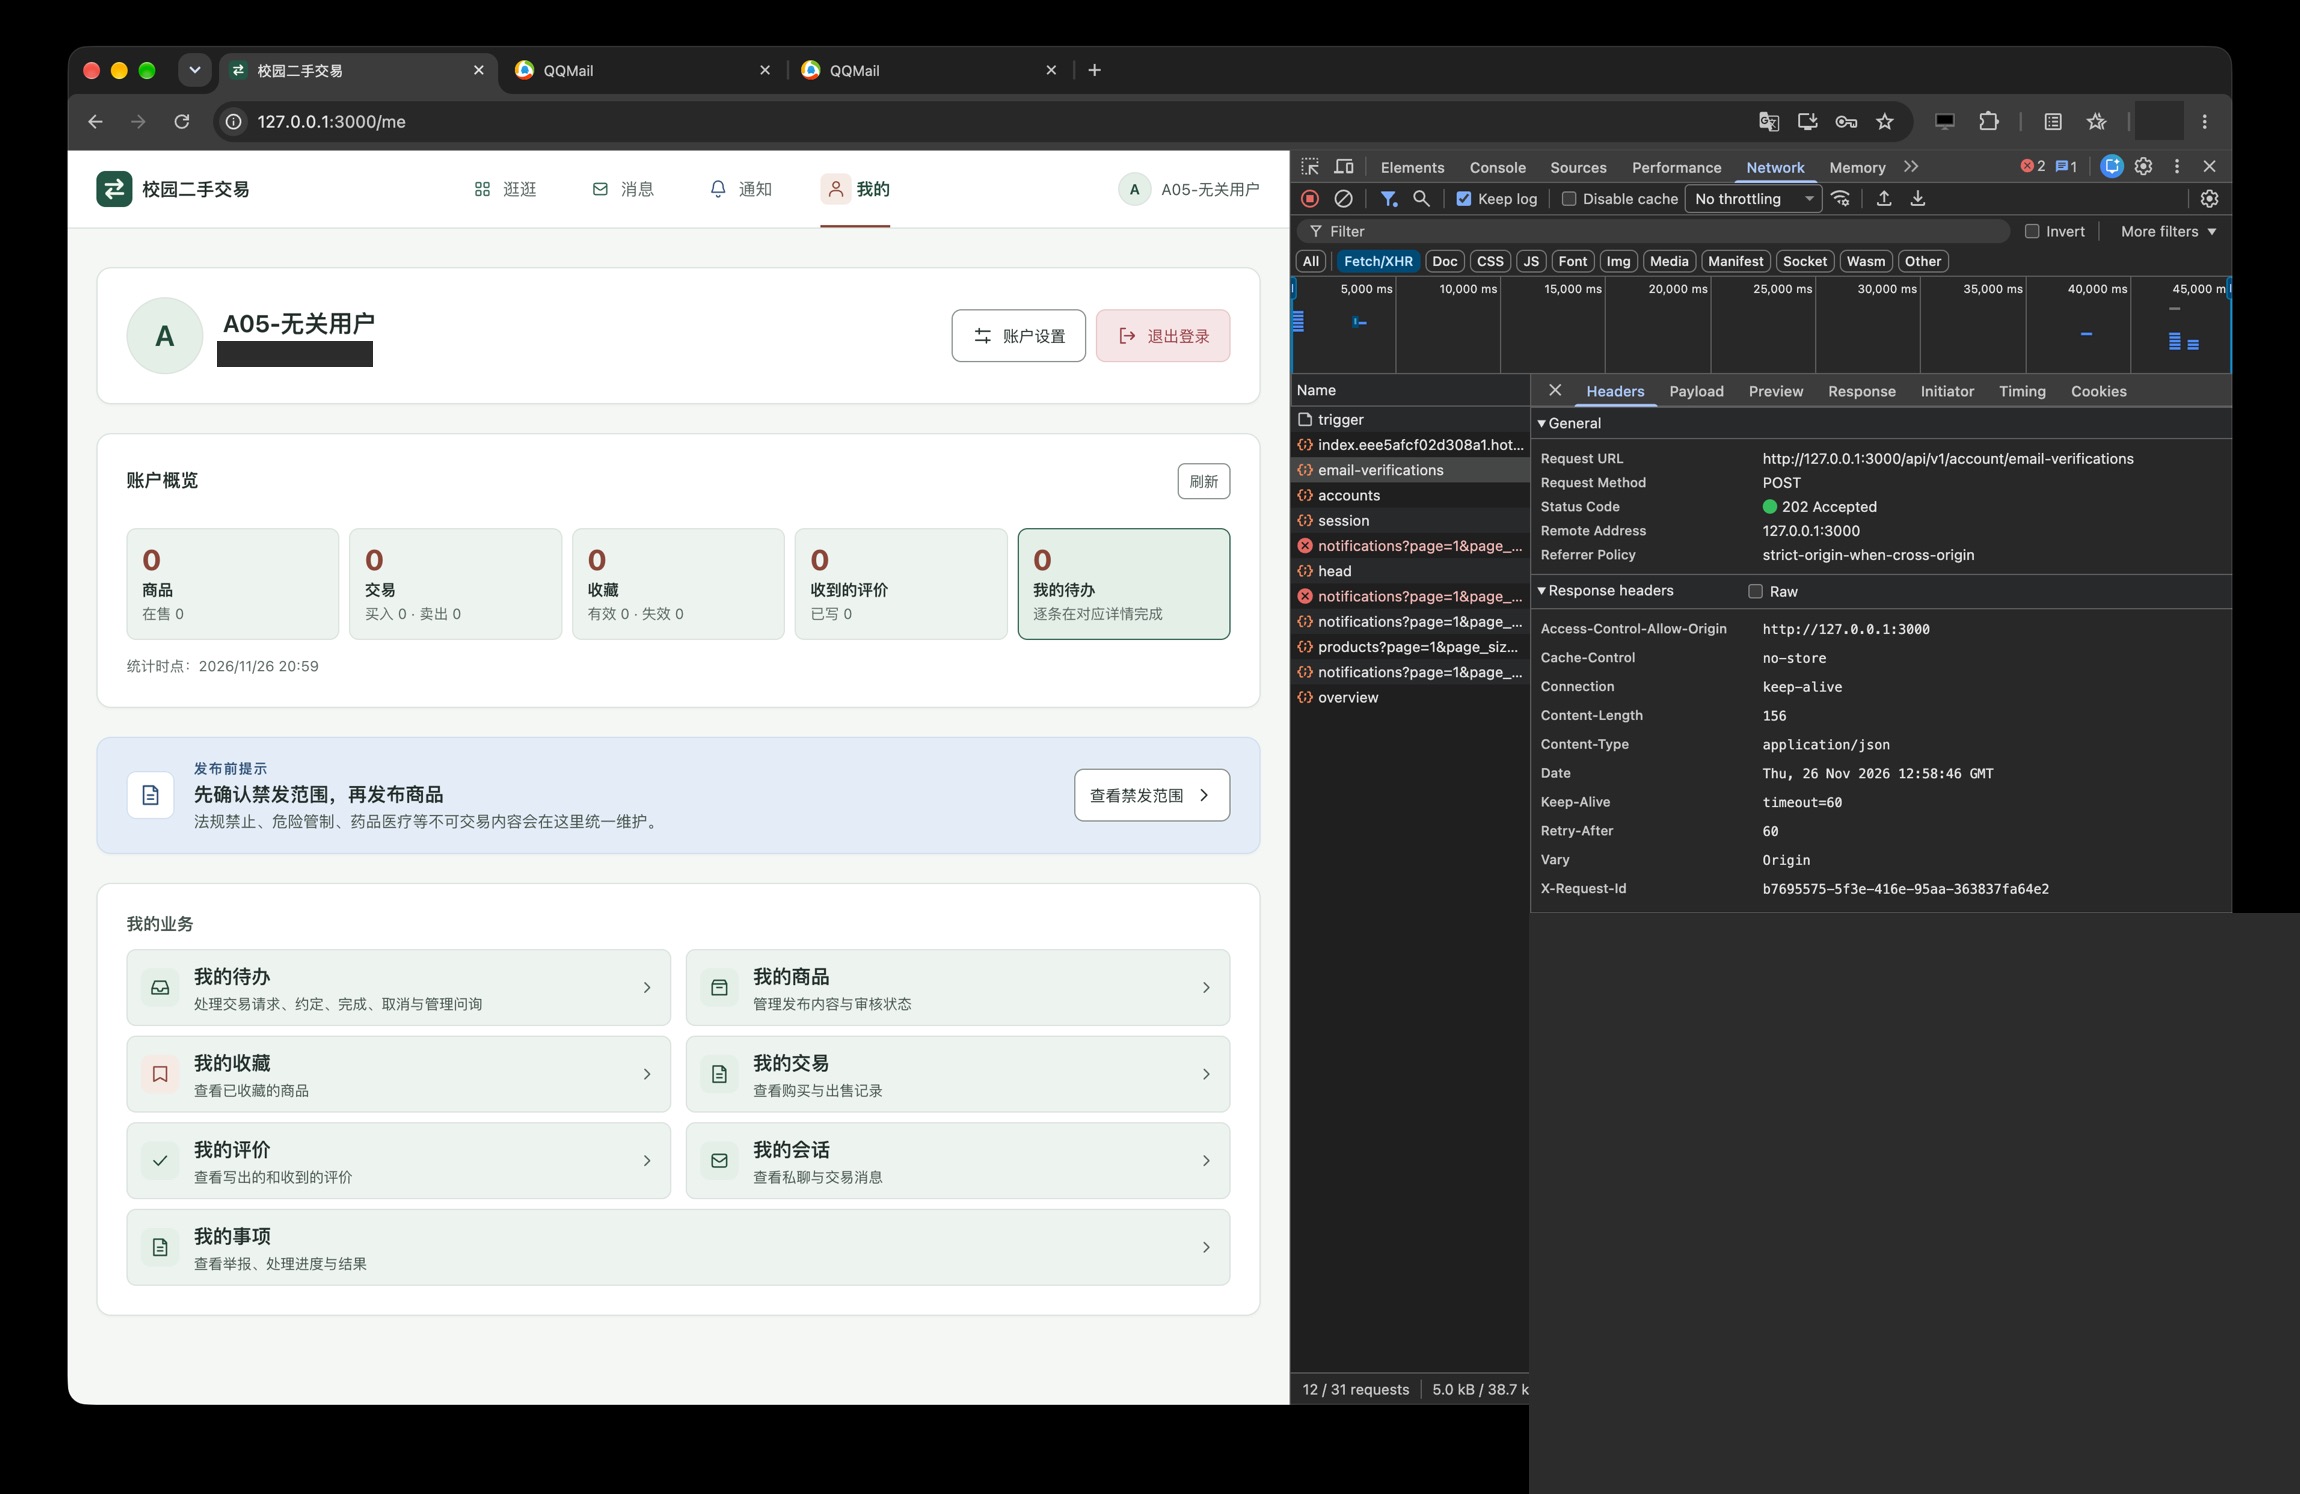 校园二手交易
QQMail
QQMail
127.0.0.1:3000/me
校园二手交易
逛逛
消息
通知
我的
A
A05-无关用户
A
A05-无关用户
账户设置
退出登录
账户概览
刷新
0
商品
在售 0
0
交易
买入 0 · 卖出 0
0
收藏
有效 0 · 失效 0
0
收到的评价
已写 0
0
我的待办
逐条在对应详情完成
统计时点：2026/11/26 20:59
发布前提示
先确认禁发范围，再发布商品
法规禁止、危险管制、药品医疗等不可交易内容会在这里统一维护。
查看禁发范围
我的业务
我的待办
处理交易请求、约定、完成、取消与管理问询
我的商品
管理发布内容与审核状态
我的收藏
查看已收藏的商品
我的交易
查看购买与出售记录
我的评价
查看写出的和收到的评价
我的会话
查看私聊与交易消息
我的事项
查看举报、处理进度与结果
Elements Console Sources Performance Network Memory
2 1
Keep log Disable cache No throttling
Filter Invert More filters
All Fetch/XHR Doc CSS JS Font Img Media Manifest Socket Wasm Other
5,000 ms 10,000 ms 15,000 ms 20,000 ms 25,000 ms 30,000 ms 35,000 ms 40,000 ms 45,000 m
Name
trigger
index.eee5afcf02d308a1.hot...
email-verifications
accounts
session
notifications?page=1&page_...
head
notifications?page=1&page_...
notifications?page=1&page_...
products?page=1&page_siz...
notifications?page=1&page_...
overview
12 / 31 requests 5.0 kB / 38.7 k
Headers Payload Preview Response Initiator Timing Cookies
General
Request URL http://127.0.0.1:3000/api/v1/account/email-verifications
Request Method POST
Status Code 202 Accepted
Remote Address 127.0.0.1:3000
Referrer Policy strict-origin-when-cross-origin
Response headers Raw
Access-Control-Allow-Origin http://127.0.0.1:3000
Cache-Control no-store
Connection keep-alive
Content-Length 156
Content-Type application/json
Date Thu, 26 Nov 2026 12:58:46 GMT
Keep-Alive timeout=60
Retry-After 60
Vary Origin
X-Request-Id b7695575-5f3e-416e-95aa-363837fa64e2